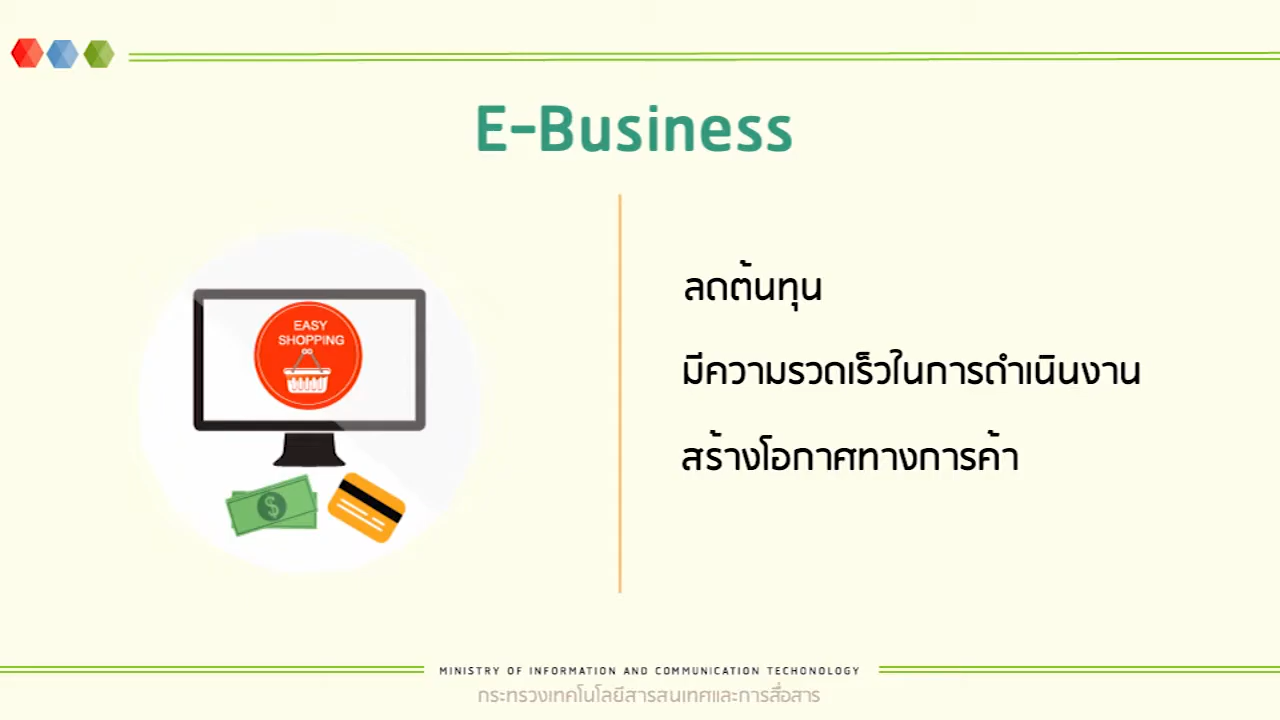 E-Business
EASY
SHOPPING
ลดต้นทุน
มีความรวดเร็วในการดำเนินงาน
สร้างโอกาศทางการค้า
MINISTRY OF INFORMATION AND COMMUNICATION TECHONOLOGY
กระทรวงเทคโนโลยีสารสนเทศและการสื่อสาร